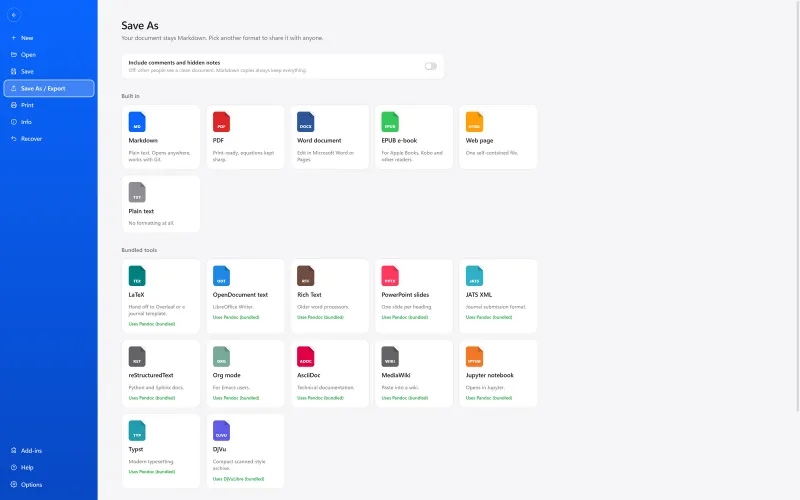 New
Open
Save
Save As / Export
Print
Info
Recover
Add-ins
Help
Options
Save As
Your document stays Markdown. Pick another format to share it with anyone.
Include comments and hidden notes
Off: other people see a clean document. Markdown copies always keep everything.
Built in
MD
Markdown
Plain text. Opens anywhere,
works with Git.
PDF
PDF
Print-ready, equations kept
sharp.
DOCX
Word document
Edit in Microsoft Word or
Pages
EPUB
EPUB e-book
For Apple Books, Kobo and
other readers.
HTML
Web page
One self-contained file.
TXT
Plain text
No formatting at all.
Bundled tools
TEX
LaTeX
Hand off to Overleaf or a
journal template.
Uses Pandoc (bundled)
ODT
OpenDocument text
LibreOffice Writer.
Uses Pandoc (bundled)
RTF
Rich Text
Older word processors.
Uses Pandoc (bundled)
PPTX
PowerPoint slides
One slide per heading.
Uses Pandoc (bundled)
JATS
JATS XML
Journal submission format.
Uses Pandoc (bundled)
RST
reStructuredText
Python and Sphinx docs.
Uses Pandoc (bundled)
ORG
Org mode
For Emacs users.
Uses Pandoc (bundled)
ADOC
AsciiDoc
Technical documentation.
Uses Pandoc (bundled)
WIKI
MediaWiki
Paste into a wiki.
Uses Pandoc (bundled)
IPYNB
Jupyter notebook
Opens in Jupyter.
Uses Pandoc (bundled)
TYP
Typst
Modern typesetting.
Uses Pandoc (bundled)
DJVU
DjVu
Compact scanned-style
archive.
Uses DjVuLibre (bundled)